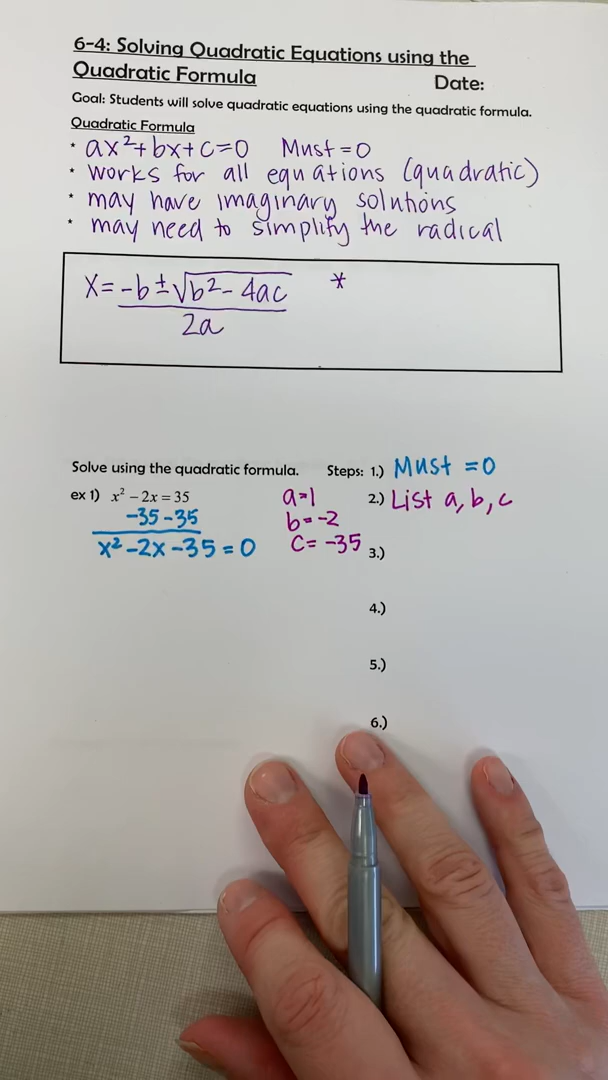 6-4: Solving Quadratic Equations using the
Quadratic Formula Date:
Goal: Students will solve quadratic equations using the quadratic formula.
Quadratic Formula
* ax²+bx+c=0 Must=0
* works for all equations (quadratic)
* may have imaginary solutions
* may need to simplify the radical
x=-b±√b²-4ac *
2a
Solve using the quadratic formula. Steps: 1.) Must =0
ex 1) x² – 2x = 35 a=1 2.) List a, b, c
-35 -35 b=-2
x²-2x-35=0 c=-35 3.)
4.)
5.)
6.)